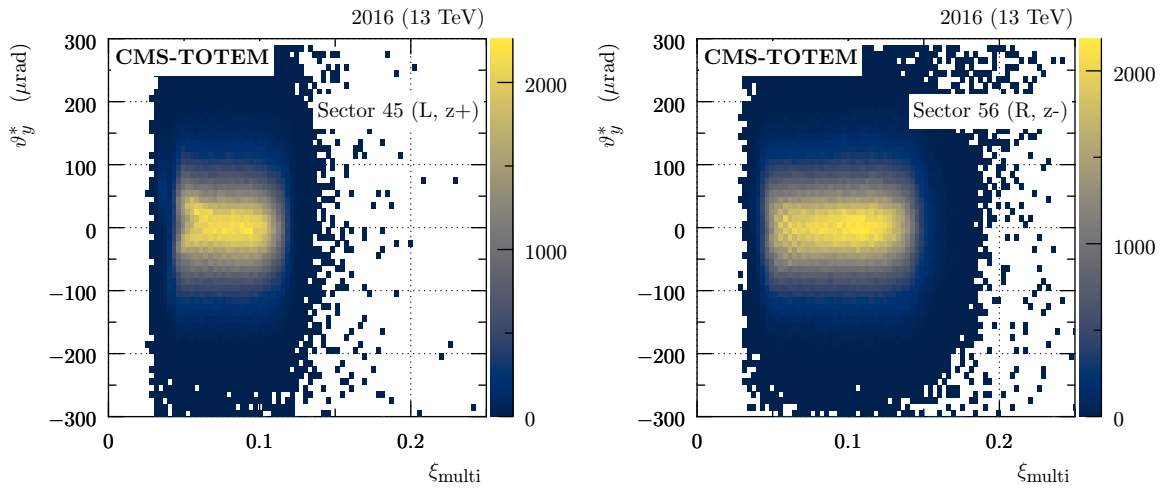 2016 (13 TeV)
CMS-TOTEM
Sector 45 (L, z+)
ϑ*y (μrad)
300
200
100
0
−100
−200
−300
0
0.1
0.2
ξmulti
2000
1000
0
2016 (13 TeV)
CMS-TOTEM
Sector 56 (R, z-)
ϑ*y (μrad)
300
200
100
0
−100
−200
−300
0
0.1
0.2
ξmulti
2000
1000
0